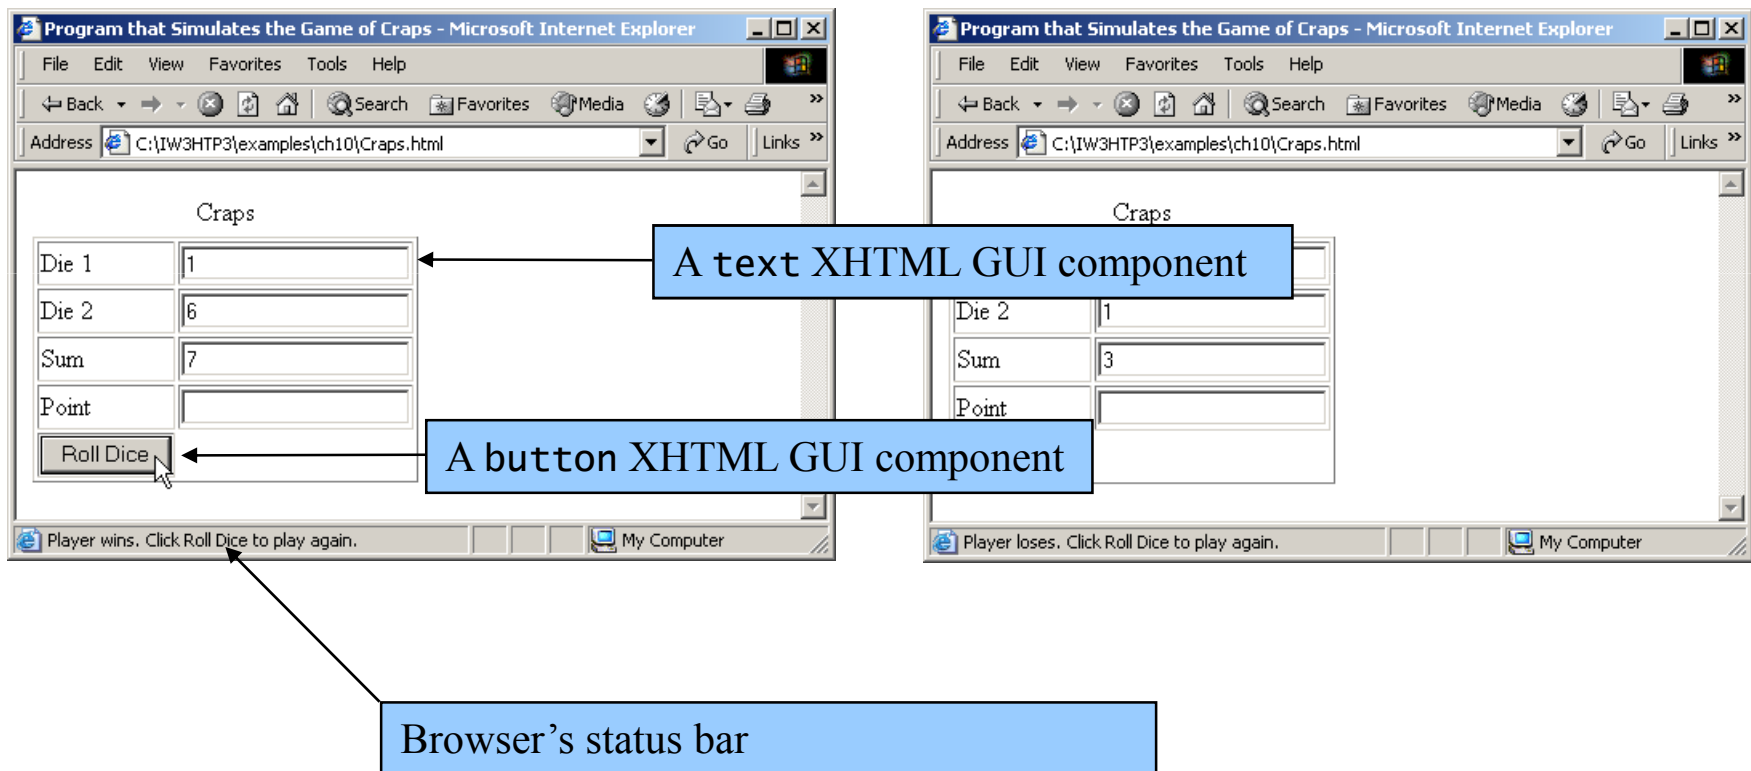 Program that Simulates the Game of Craps - Microsoft Internet Explorer
File Edit View Favorites Tools Help
Back Search Favorites Media »
Address C:\IW3HTP3\examples\ch10\Craps.html Go Links »
Craps
Die 1 1
Die 2 6
Sum 7
Point
Roll Dice
Player wins. Click Roll Dice to play again. My Computer
Program that Simulates the Game of Craps - Microsoft Internet Explorer
File Edit View Favorites Tools Help
Back Search Favorites Media »
Address C:\IW3HTP3\examples\ch10\Craps.html Go Links »
Craps
Die 2 1
Sum 3
Point
Player loses. Click Roll Dice to play again. My Computer
A text XHTML GUI component
A button XHTML GUI component
Browser’s status bar